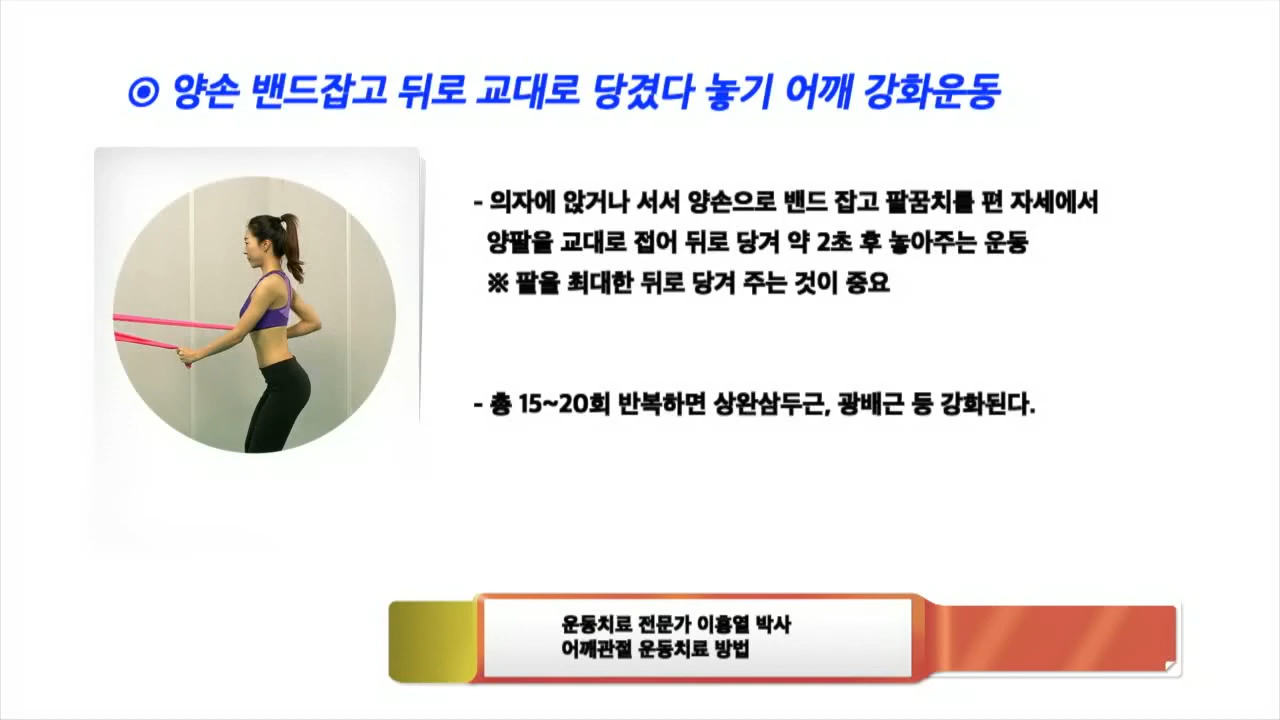 ◎ 양손 밴드잡고 뒤로 교대로 당겼다 놓기 어깨 강화운동
- 의자에 앉거나 서서 양손으로 밴드 잡고 팔꿈치를 편 자세에서
양팔을 교대로 접어 뒤로 당겨 약 2초 후 놓아주는 운동
※ 팔을 최대한 뒤로 당겨 주는 것이 중요
- 총 15~20회 반복하면 상완삼두근, 광배근 등 강화된다.
운동치료 전문가 이흥열 박사
어깨관절 운동치료 방법